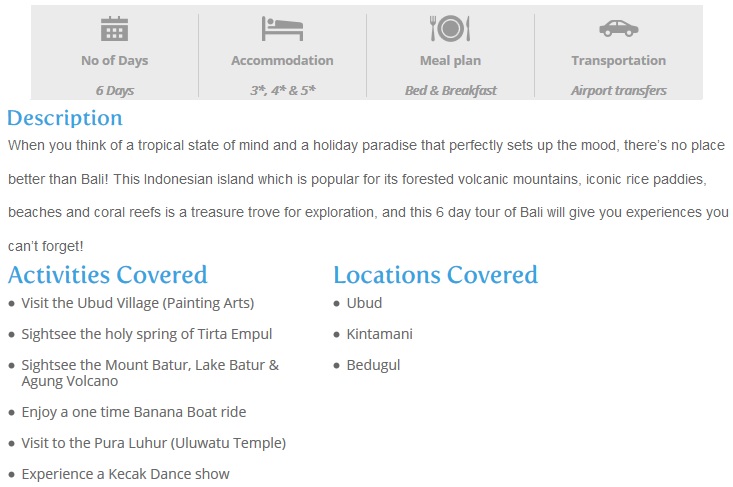 No of Days
Accommodation
Meal plan
Transportation
6 Days
3*, 4* & 5*
Bed & Breakfast
Airport transfers
Description
When you think of a tropical state of mind and a holiday paradise that perfectly sets up the mood, there's no place
better than Bali! This Indonesian island which is popular for its forested volcanic mountains, iconic rice paddies,
beaches and coral reefs is a treasure trove for exploration, and this 6 day tour of Bali will give you experiences you
can't forget!
Activities Covered
• Visit the Ubud Village (Painting Arts)
• Sightsee the holy spring of Tirta Empul
• Sightsee the Mount Batur, Lake Batur &
Agung Volcano
• Enjoy a one time Banana Boat ride
• Visit to the Pura Luhur (Uluwatu Temple)
• Experience a Kecak Dance show
Locations Covered
• Ubud
• Kintamani
• Bedugul